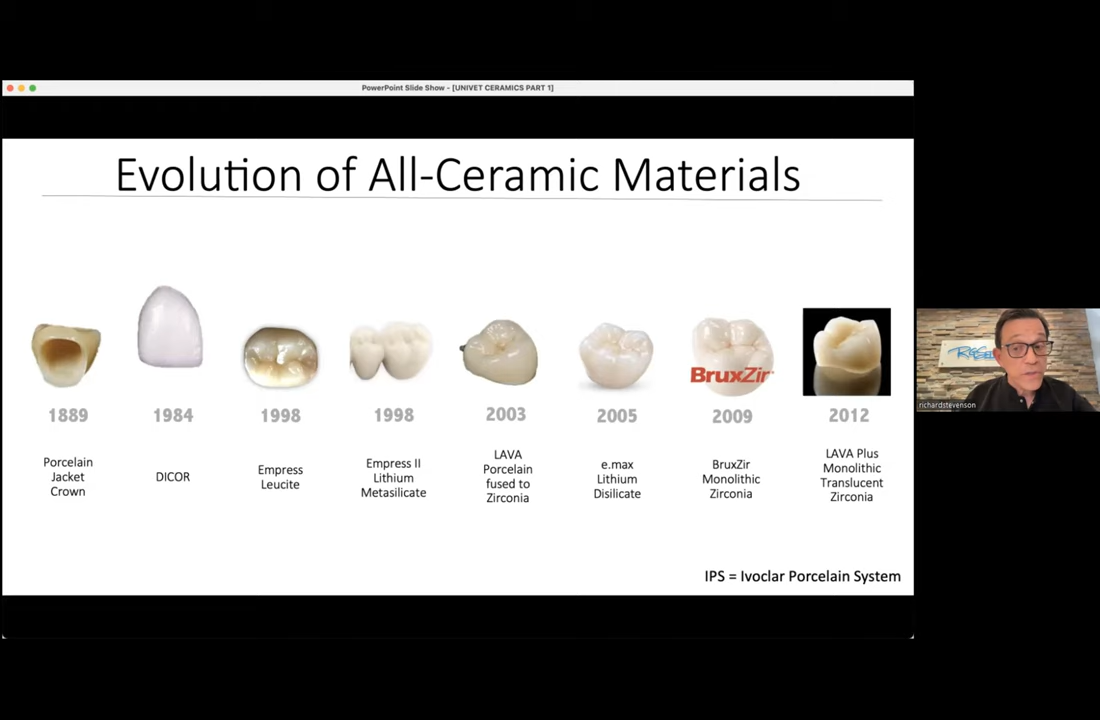 PowerPoint Slide Show - [UNIVET CERAMICS PART 1]
Evolution of All-Ceramic Materials
BruxZir
1889
1984
1998
1998
2003
2005
2009
2012
Porcelain
Jacket
Crown
DICOR
Empress
Leucite
Empress II
Lithium
Metasilicate
LAVA
Porcelain
fused to
Zirconia
e.max
Lithium
Disilicate
BruxZir
Monolithic
Zirconia
LAVA Plus
Monolithic
Translucent
Zirconia
IPS = Ivoclar Porcelain System
richardstevenson